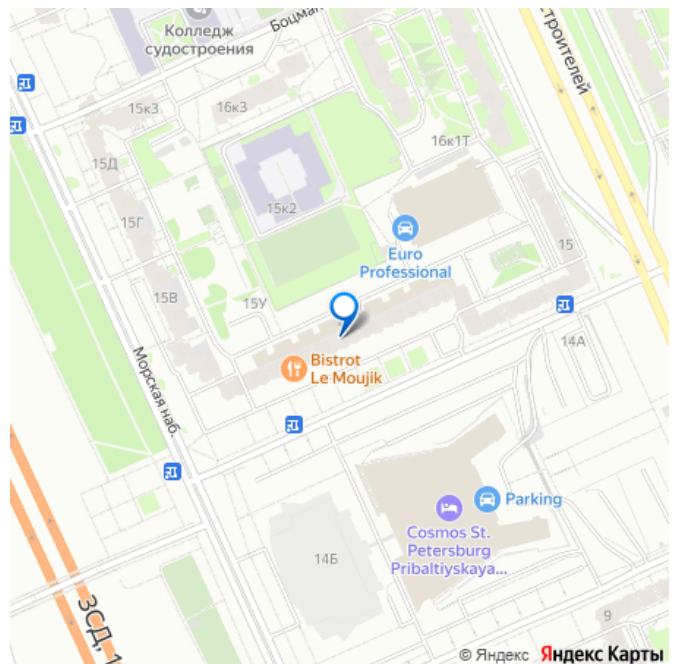 Колледж
судостроения
Боцма
строителей
15к3
16к3
16к1Т
15Д
15к2
15Г
Euro
Professional
15
15В
15У
14А
Bistrot
Le Moujik
Морская наб.
Parking
Cosmos St.
Petersburg
Pribaltiyskaya...
14Б
ЗСД, 1
9
© Яндекс Яндекс Карты